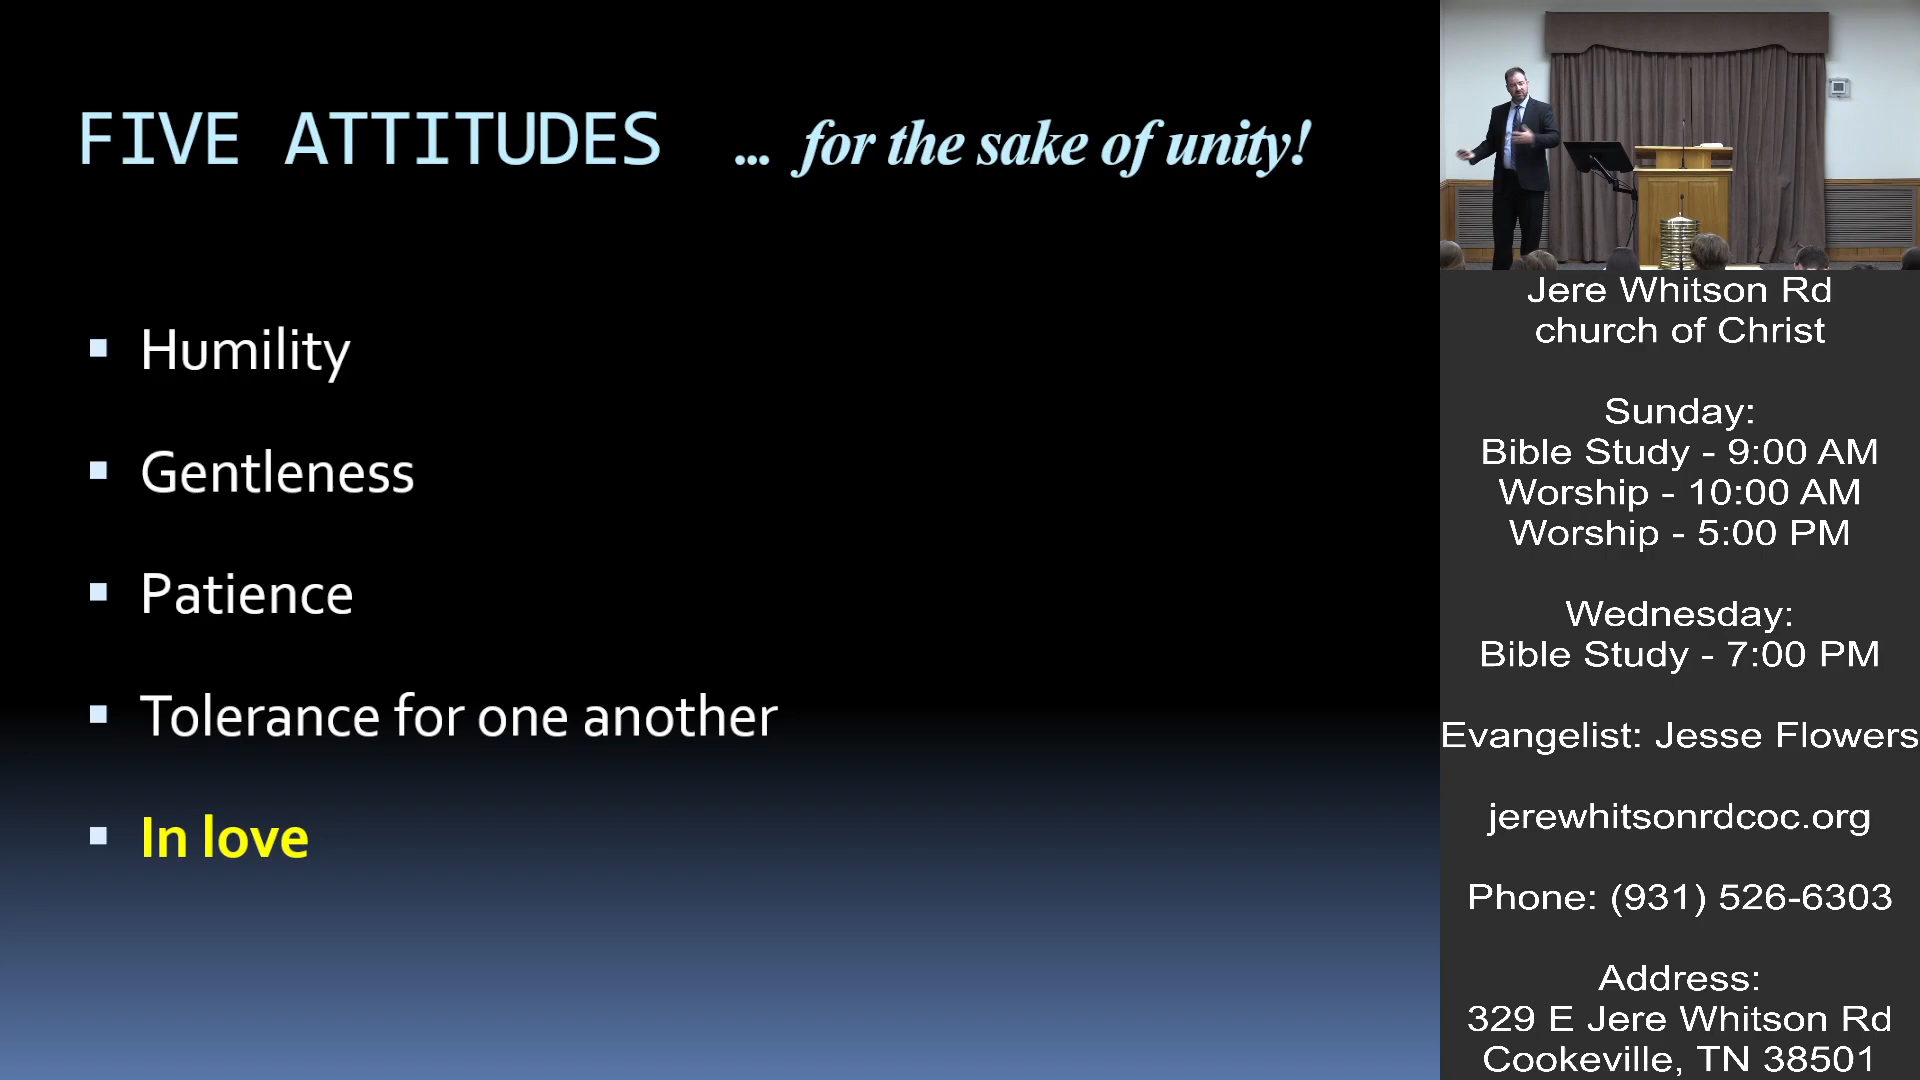 FIVE ATTITUDES ... for the sake of unity!
Humility
Gentleness
Patience
Tolerance for one another
In love
Jere Whitson Rd
church of Christ
Sunday:
Bible Study - 9:00 AM
Worship - 10:00 AM
Worship - 5:00 PM
Wednesday:
Bible Study - 7:00 PM
Evangelist: Jesse Flowers
jerewhitsonrdcoc.org
Phone: (931) 526-6303
Address:
329 E Jere Whitson Rd
Cookeville, TN 38501